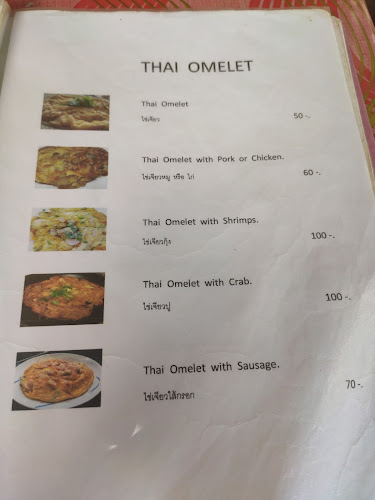 THAI OMELET
Thai Omelet
ไข่เจียว 50 -.
Thai Omelet with Pork or Chicken.
ไข่เจียวหมู หรือ ไก่ 60 -.
Thai Omelet with Shrimps.
ไข่เจียวกุ้ง 100 -.
Thai Omelet with Crab.
ไข่เจียวปู 100 -.
Thai Omelet with Sausage.
ไข่เจียวไส้กรอก 70 -.